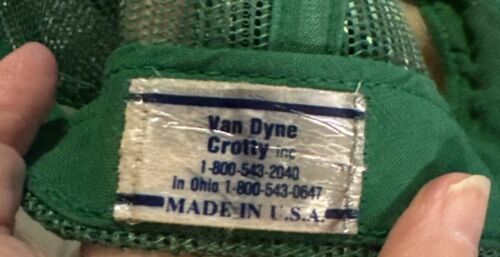 Van Dyne
Crotty inc
1-800-543-2040
In Ohio 1-800-543-0647
MADE IN U.S.A.